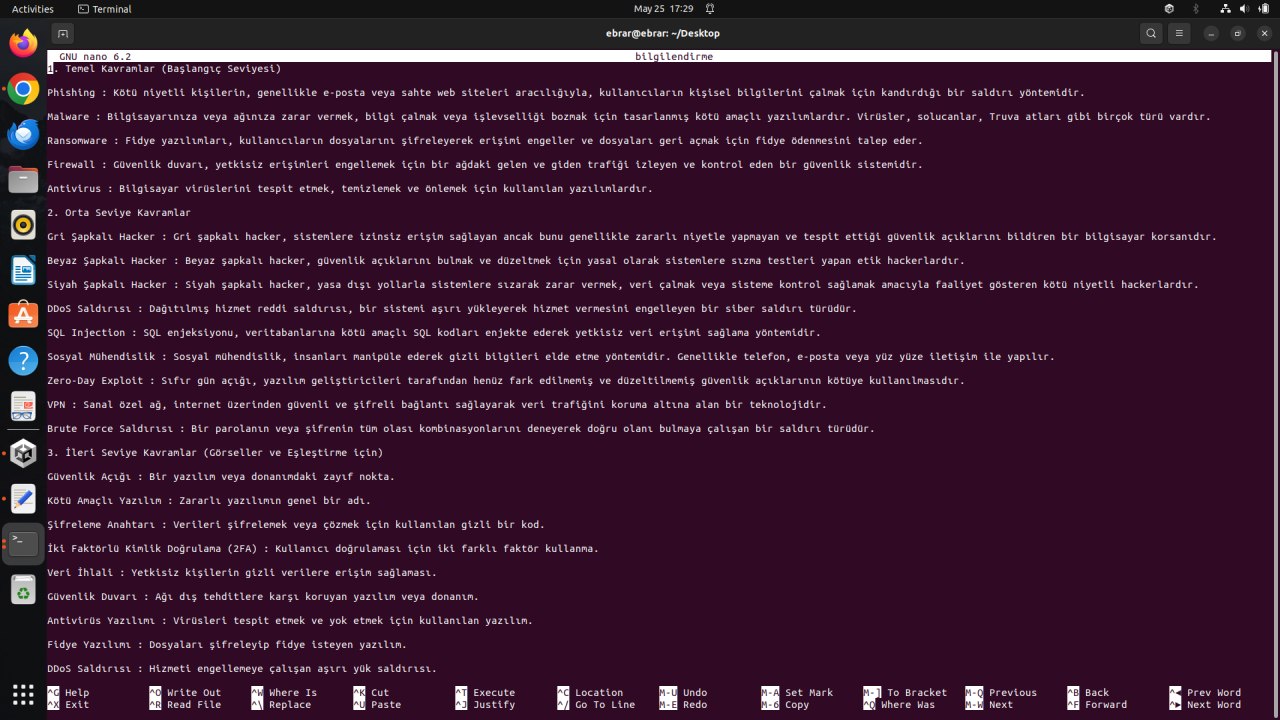 Activities
Terminal
May 25 17:29
ebrar@ebrar: ~/Desktop
GNU nano 6.2 bilgilendirme
1. Temel Kavramlar (Başlangıç Seviyesi)
Phishing : Kötü niyetli kişilerin, genellikle e-posta veya sahte web siteleri aracılığıyla, kullanıcıların kişisel bilgilerini çalmak için kandırdığı bir saldırı yöntemidir.
Malware : Bilgisayarınıza veya ağınıza zarar vermek, bilgi çalmak veya işlevselliği bozmak için tasarlanmış kötü amaçlı yazılımlardır. Virüsler, solucanlar, Truva atları gibi birçok türü vardır.
Ransomware : Fidye yazılımları, kullanıcıların dosyalarını şifreleyerek erişimi engeller ve dosyaları geri açmak için fidye ödenmesini talep eder.
Firewall : Güvenlik duvarı, yetkisiz erişimleri engellemek için bir ağdaki gelen ve giden trafiği izleyen ve kontrol eden bir güvenlik sistemidir.
Antivirus : Bilgisayar virüslerini tespit etmek, temizlemek ve önlemek için kullanılan yazılımlardır.
2. Orta Seviye Kavramlar
Gri Şapkalı Hacker : Gri şapkalı hacker, sistemlere izinsiz erişim sağlayan ancak bunu genellikle zararlı niyetle yapmayan ve tespit ettiği güvenlik açıklarını bildiren bir bilgisayar korsanıdır.
Beyaz Şapkalı Hacker : Beyaz şapkalı hacker, güvenlik açıklarını bulmak ve düzeltmek için yasal olarak sistemlere sızma testleri yapan etik hackerlardır.
Siyah Şapkalı Hacker : Siyah şapkalı hacker, yasa dışı yollarla sistemlere sızarak zarar vermek, veri çalmak veya sisteme kontrol sağlamak amacıyla faaliyet gösteren kötü niyetli hackerlardır.
DDoS Saldırısı : Dağıtılmış hizmet reddi saldırısı, bir sistemi aşırı yükleyerek hizmet vermesini engelleyen bir siber saldırı türüdür.
SQL Injection : SQL enjeksiyonu, veritabanlarına kötü amaçlı SQL kodları enjekte ederek yetkisiz veri erişimi sağlama yöntemidir.
Sosyal Mühendislik : Sosyal mühendislik, insanları manipüle ederek gizli bilgileri elde etme yöntemidir. Genellikle telefon, e-posta veya yüz yüze iletişim ile yapılır.
Zero-Day Exploit : Sıfır gün açığı, yazılım geliştiricileri tarafından henüz fark edilmemiş ve düzeltilmemiş güvenlik açıklarının kötüye kullanılmasıdır.
VPN : Sanal özel ağ, internet üzerinden güvenli ve şifreli bağlantı sağlayarak veri trafiğini koruma altına alan bir teknolojidir.
Brute Force Saldırısı : Bir parolanın veya şifrenin tüm olası kombinasyonlarını deneyerek doğru olanı bulmaya çalışan bir saldırı türüdür.
3. İleri Seviye Kavramlar (Görseller ve Eşleştirme için)
Güvenlik Açığı : Bir yazılım veya donanımdaki zayıf nokta.
Kötü Amaçlı Yazılım : Zararlı yazılımın genel bir adı.
Şifreleme Anahtarı : Verileri şifrelemek veya çözmek için kullanılan gizli bir kod.
İki Faktörlü Kimlik Doğrulama (2FA) : Kullanıcı doğrulaması için iki farklı faktör kullanma.
Veri İhlali : Yetkisiz kişilerin gizli verilere erişim sağlaması.
Güvenlik Duvarı : Ağı dış tehditlere karşı koruyan yazılım veya donanım.
Antivirüs Yazılımı : Virüsleri tespit etmek ve yok etmek için kullanılan yazılım.
Fidye Yazılımı : Dosyaları şifreleyip fidye isteyen yazılım.
DDoS Saldırısı : Hizmeti engellemeye çalışan aşırı yük saldırısı.
^G Help ^O Write Out ^W Where Is ^K Cut ^T Execute ^C Location M-U Undo M-A Set Mark M-] To Bracket M-Q Previous ^B Back ^◀ Prev Word
^X Exit ^R Read File ^\ Replace ^U Paste ^J Justify ^/ Go To Line M-E Redo M-6 Copy ^Q Where Was M-W Next ^F Forward ^▶ Next Word